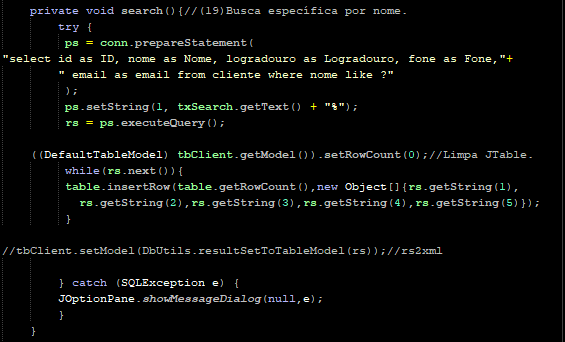 private void search(){//(19)Busca específica por nome.
try {
ps = conn.prepareStatement(
"select id as ID, nome as Nome, logradouro as Logradouro, fone as Fone,"+
" email as email from cliente where nome like ?"
);
ps.setString(1, txSearch.getText() + "%");
rs = ps.executeQuery();
((DefaultTableModel) tbClient.getModel()).setRowCount(0);//Limpa JTable.
while(rs.next()){
table.insertRow(table.getRowCount(),new Object[]{rs.getString(1),
rs.getString(2),rs.getString(3),rs.getString(4),rs.getString(5)});
}
//tbClient.setModel(DbUtils.resultSetToTableModel(rs));//rs2xml
} catch (SQLException e) {
JOptionPane.showMessageDialog(null,e);
}
}